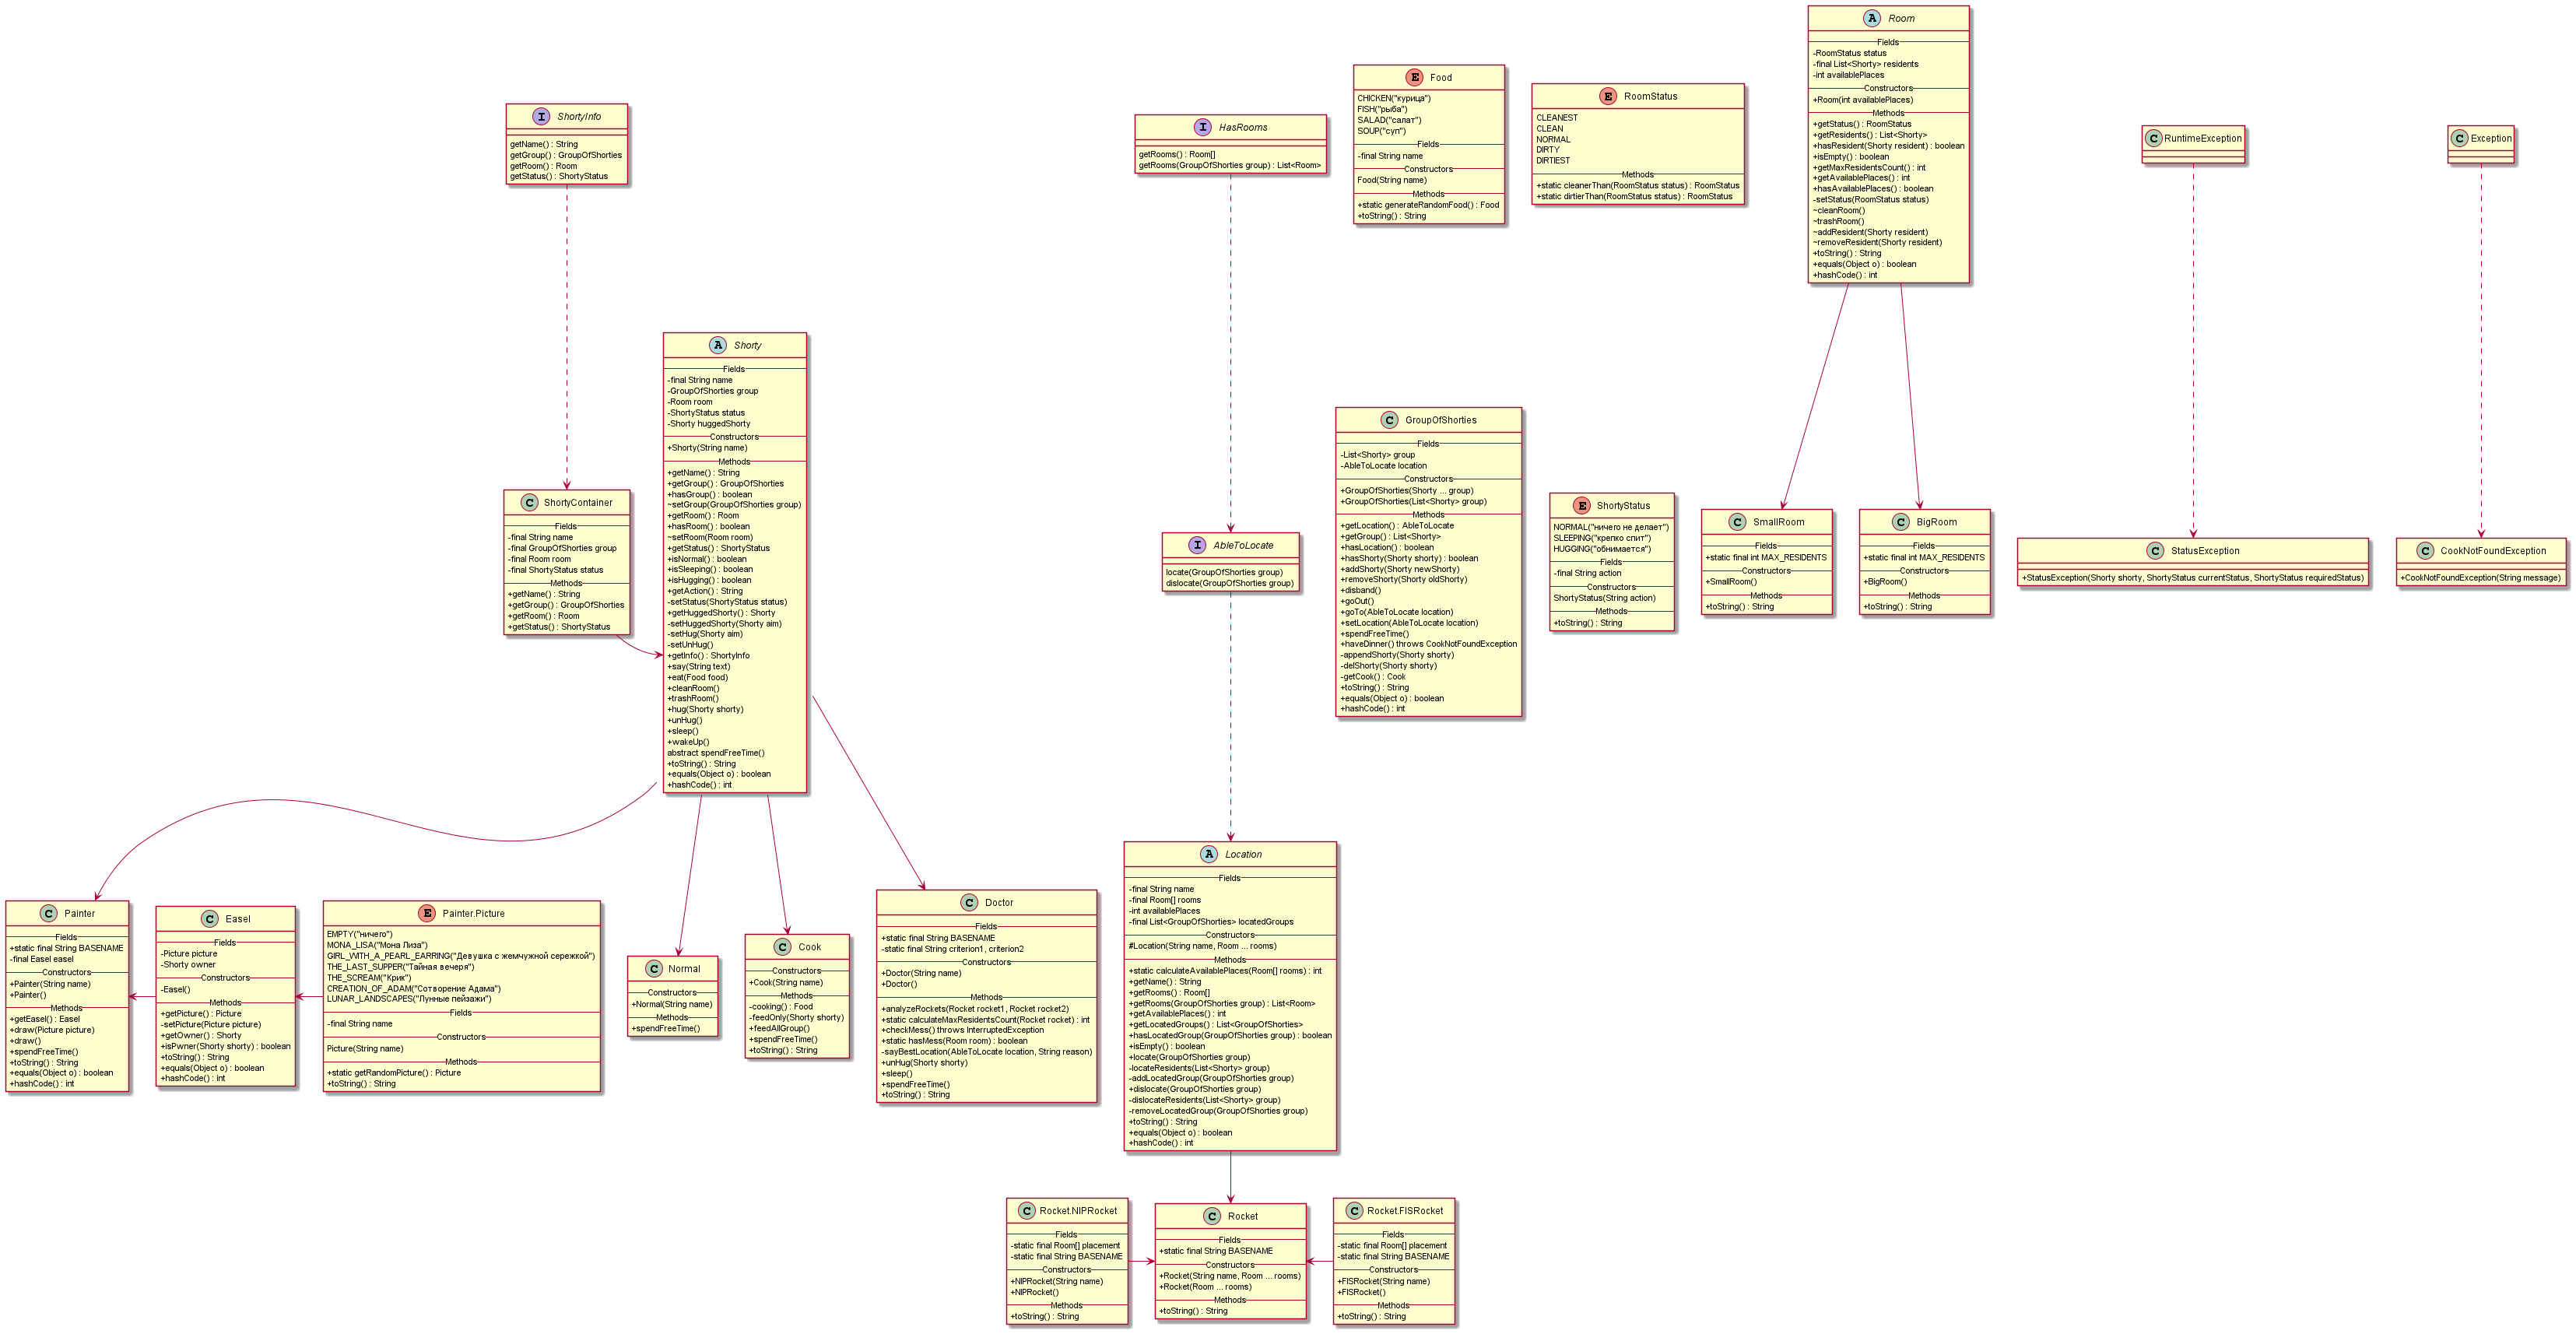 I ShortyInfo
getName() : String
getGroup() : GroupOfShorties
getRoom() : Room
getStatus() : ShortyStatus
I HasRooms
getRooms() : Room[]
getRooms(GroupOfShorties group) : List<Room>
E Food
CHICKEN("курица")
FISH("рыба")
SALAD("салат")
SOUP("суп")
Fields
-final String name
Constructors
Food(String name)
Methods
+static generateRandomFood() : Food
+toString() : String
E RoomStatus
CLEANEST
CLEAN
NORMAL
DIRTY
DIRTIEST
Methods
+static cleanerThan(RoomStatus status) : RoomStatus
+static dirtierThan(RoomStatus status) : RoomStatus
A Room
Fields
-RoomStatus status
-final List<Shorty> residents
-int availablePlaces
Constructors
+Room(int availablePlaces)
Methods
+getStatus() : RoomStatus
+getResidents() : List<Shorty>
+hasResident(Shorty resident) : boolean
+isEmpty() : boolean
+getMaxResidentsCount() : int
+getAvailablePlaces() : int
+hasAvailablePlaces() : boolean
-setStatus(RoomStatus status)
~cleanRoom()
~trashRoom()
~addResident(Shorty resident)
~removeResident(Shorty resident)
+toString() : String
+equals(Object o) : boolean
+hashCode() : int
C RuntimeException
C Exception
C ShortyContainer
Fields
-final String name
-final GroupOfShorties group
-final Room room
-final ShortyStatus status
Methods
+getName() : String
+getGroup() : GroupOfShorties
+getRoom() : Room
+getStatus() : ShortyStatus
A Shorty
Fields
-final String name
-GroupOfShorties group
-Room room
-ShortyStatus status
-Shorty huggedShorty
Constructors
+Shorty(String name)
Methods
+getName() : String
+getGroup() : GroupOfShorties
+hasGroup() : boolean
~setGroup(GroupOfShorties group)
+getRoom() : Room
+hasRoom() : boolean
~setRoom(Room room)
+getStatus() : ShortyStatus
+isNormal() : boolean
+isSleeping() : boolean
+isHugging() : boolean
+getAction() : String
-setStatus(ShortyStatus status)
+getHuggedShorty() : Shorty
-setHuggedShorty(Shorty aim)
-setHug(Shorty aim)
-setUnHug()
+getInfo() : ShortyInfo
+say(String text)
+eat(Food food)
+cleanRoom()
+trashRoom()
+hug(Shorty shorty)
+unHug()
+sleep()
+wakeUp()
abstract spendFreeTime()
+toString() : String
+equals(Object o) : boolean
+hashCode() : int
I AbleToLocate
locate(GroupOfShorties group)
dislocate(GroupOfShorties group)
C GroupOfShorties
Fields
-List<Shorty> group
-AbleToLocate location
Constructors
+GroupOfShorties(Shorty ... group)
+GroupOfShorties(List<Shorty> group)
Methods
+getLocation() : AbleToLocate
+getGroup() : List<Shorty>
+hasLocation() : boolean
+hasShorty(Shorty shorty) : boolean
+addShorty(Shorty newShorty)
+removeShorty(Shorty oldShorty)
+disband()
+goOut()
+goTo(AbleToLocate location)
+setLocation(AbleToLocate location)
+spendFreeTime()
+haveDinner() throws CookNotFoundException
-appendShorty(Shorty shorty)
-delShorty(Shorty shorty)
-getCook() : Cook
+toString() : String
+equals(Object o) : boolean
+hashCode() : int
E ShortyStatus
NORMAL("ничего не делает")
SLEEPING("крепко спит")
HUGGING("обнимается")
Fields
-final String action
Constructors
ShortyStatus(String action)
Methods
+toString() : String
C SmallRoom
Fields
+static final int MAX_RESIDENTS
Constructors
+SmallRoom()
Methods
+toString() : String
C BigRoom
Fields
+static final int MAX_RESIDENTS
Constructors
+BigRoom()
Methods
+toString() : String
C StatusException
+StatusException(Shorty shorty, ShortyStatus currentStatus, ShortyStatus requiredStatus)
C CookNotFoundException
+CookNotFoundException(String message)
C Painter
Fields
+static final String BASENAME
-final Easel easel
Constructors
+Painter(String name)
+Painter()
Methods
+getEasel() : Easel
+draw(Picture picture)
+draw()
+spendFreeTime()
+toString() : String
+equals(Object o) : boolean
+hashCode() : int
C Easel
Fields
-Picture picture
-Shorty owner
Constructors
-Easel()
Methods
+getPicture() : Picture
-setPicture(Picture picture)
+getOwner() : Shorty
+isPwner(Shorty shorty) : boolean
+toString() : String
+equals(Object o) : boolean
+hashCode() : int
E Painter.Picture
EMPTY("ничего")
MONA_LISA("Мона Лиза")
GIRL_WITH_A_PEARL_EARRING("Девушка с жемчужной сережкой")
THE_LAST_SUPPER("Тайная вечеря")
THE_SCREAM("Крик")
CREATION_OF_ADAM("Сотворение Адама")
LUNAR_LANDSCAPES("Лунные пейзажи")
Fields
-final String name
Constructors
Picture(String name)
Methods
+static getRandomPicture() : Picture
+toString() : String
C Normal
Constructors
+Normal(String name)
Methods
+spendFreeTime()
C Cook
Constructors
+Cook(String name)
Methods
-cooking() : Food
-feedOnly(Shorty shorty)
+feedAllGroup()
+spendFreeTime()
+toString() : String
C Doctor
Fields
+static final String BASENAME
-static final String criterion1, criterion2
Constructors
+Doctor(String name)
+Doctor()
Methods
+analyzeRockets(Rocket rocket1, Rocket rocket2)
+static calculateMaxResidentsCount(Rocket rocket) : int
+checkMess() throws InterruptedException
+static hasMess(Room room) : boolean
-sayBestLocation(AbleToLocate location, String reason)
+unHug(Shorty shorty)
+sleep()
+spendFreeTime()
+toString() : String
A Location
Fields
-final String name
-final Room[] rooms
-int availablePlaces
-final List<GroupOfShorties> locatedGroups
Constructors
#Location(String name, Room ... rooms)
Methods
+static calculateAvailablePlaces(Room[] rooms) : int
+getName() : String
+getRooms() : Room[]
+getRooms(GroupOfShorties group) : List<Room>
+getAvailablePlaces() : int
+getLocatedGroups() : List<GroupOfShorties>
+hasLocatedGroup(GroupOfShorties group) : boolean
+isEmpty() : boolean
+locate(GroupOfShorties group)
-locateResidents(List<Shorty> group)
-addLocatedGroup(GroupOfShorties group)
+dislocate(GroupOfShorties group)
-dislocateResidents(List<Shorty> group)
-removeLocatedGroup(GroupOfShorties group)
+toString() : String
+equals(Object o) : boolean
+hashCode() : int
C Rocket.NIPRocket
Fields
-static final Room[] placement
-static final String BASENAME
Constructors
+NIPRocket(String name)
+NIPRocket()
Methods
+toString() : String
C Rocket
Fields
+static final String BASENAME
Constructors
+Rocket(String name, Room ... rooms)
+Rocket(Room ... rooms)
Methods
+toString() : String
C Rocket.FISRocket
Fields
-static final Room[] placement
-static final String BASENAME
Constructors
+FISRocket(String name)
+FISRocket()
Methods
+toString() : String